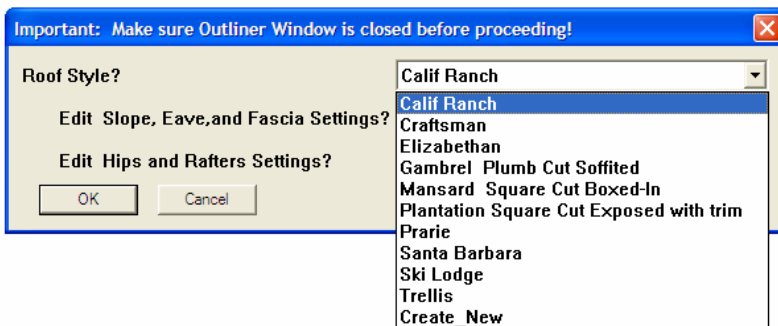 Important: Make sure Outliner Window is closed before proceeding!
Roof Style?
Calif Ranch
Edit Slope, Eave,and Fascia Settings?
Edit Hips and Rafters Settings?
OK
Cancel
Calif Ranch
Craftsman
Elizabethan
Gambrel Plumb Cut Soffited
Mansard Square Cut Boxed-In
Plantation Square Cut Exposed with trim
Prarie
Santa Barbara
Ski Lodge
Trellis
Create_New